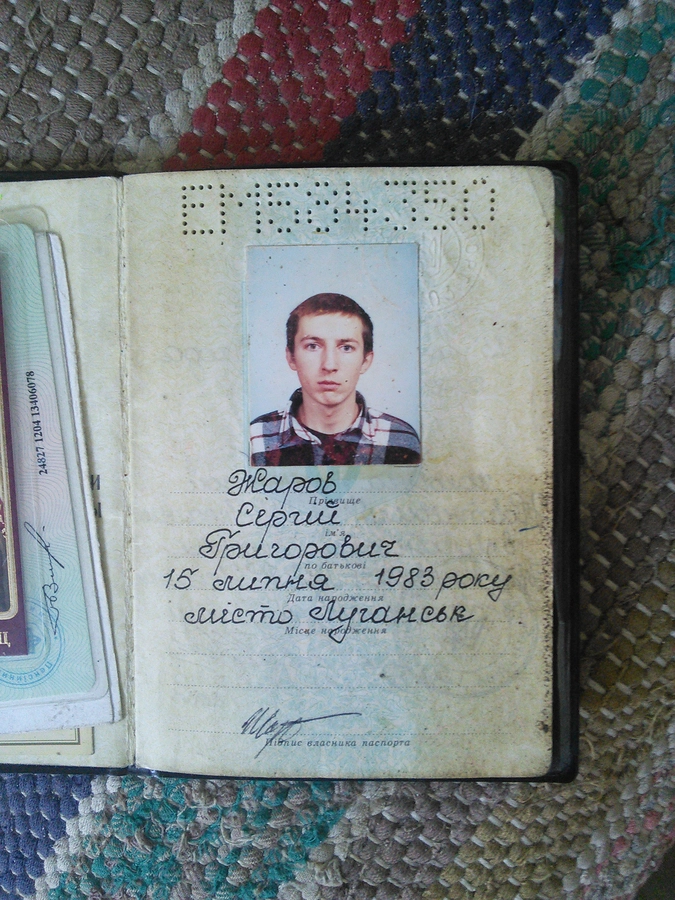 ЕМ584350
Жаров
Прізвище
Сергій
ім'я
Григорович
по батькові
15 липня 1983 року
Дата народження
місто Луганськ
Місце народження
Підпис власника паспорта
24827 1204 13406078